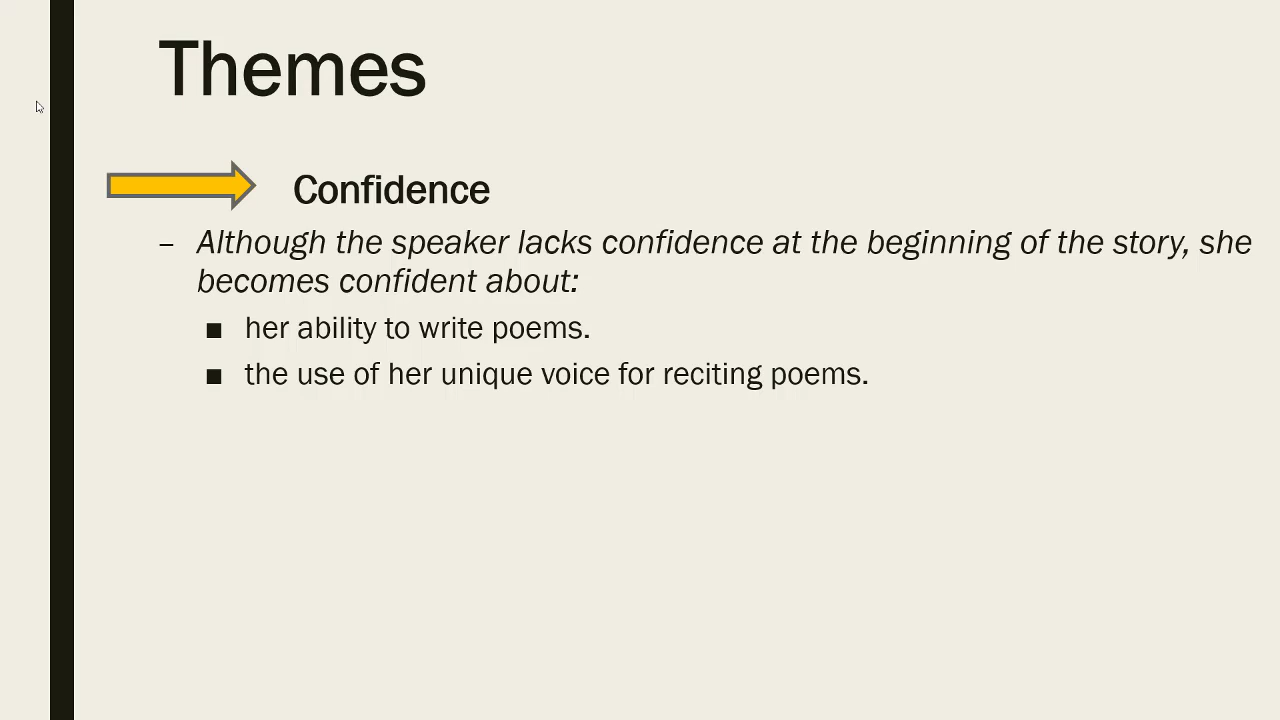 Themes
Confidence
– Although the speaker lacks confidence at the beginning of the story, she
becomes confident about:
■ her ability to write poems.
■ the use of her unique voice for reciting poems.